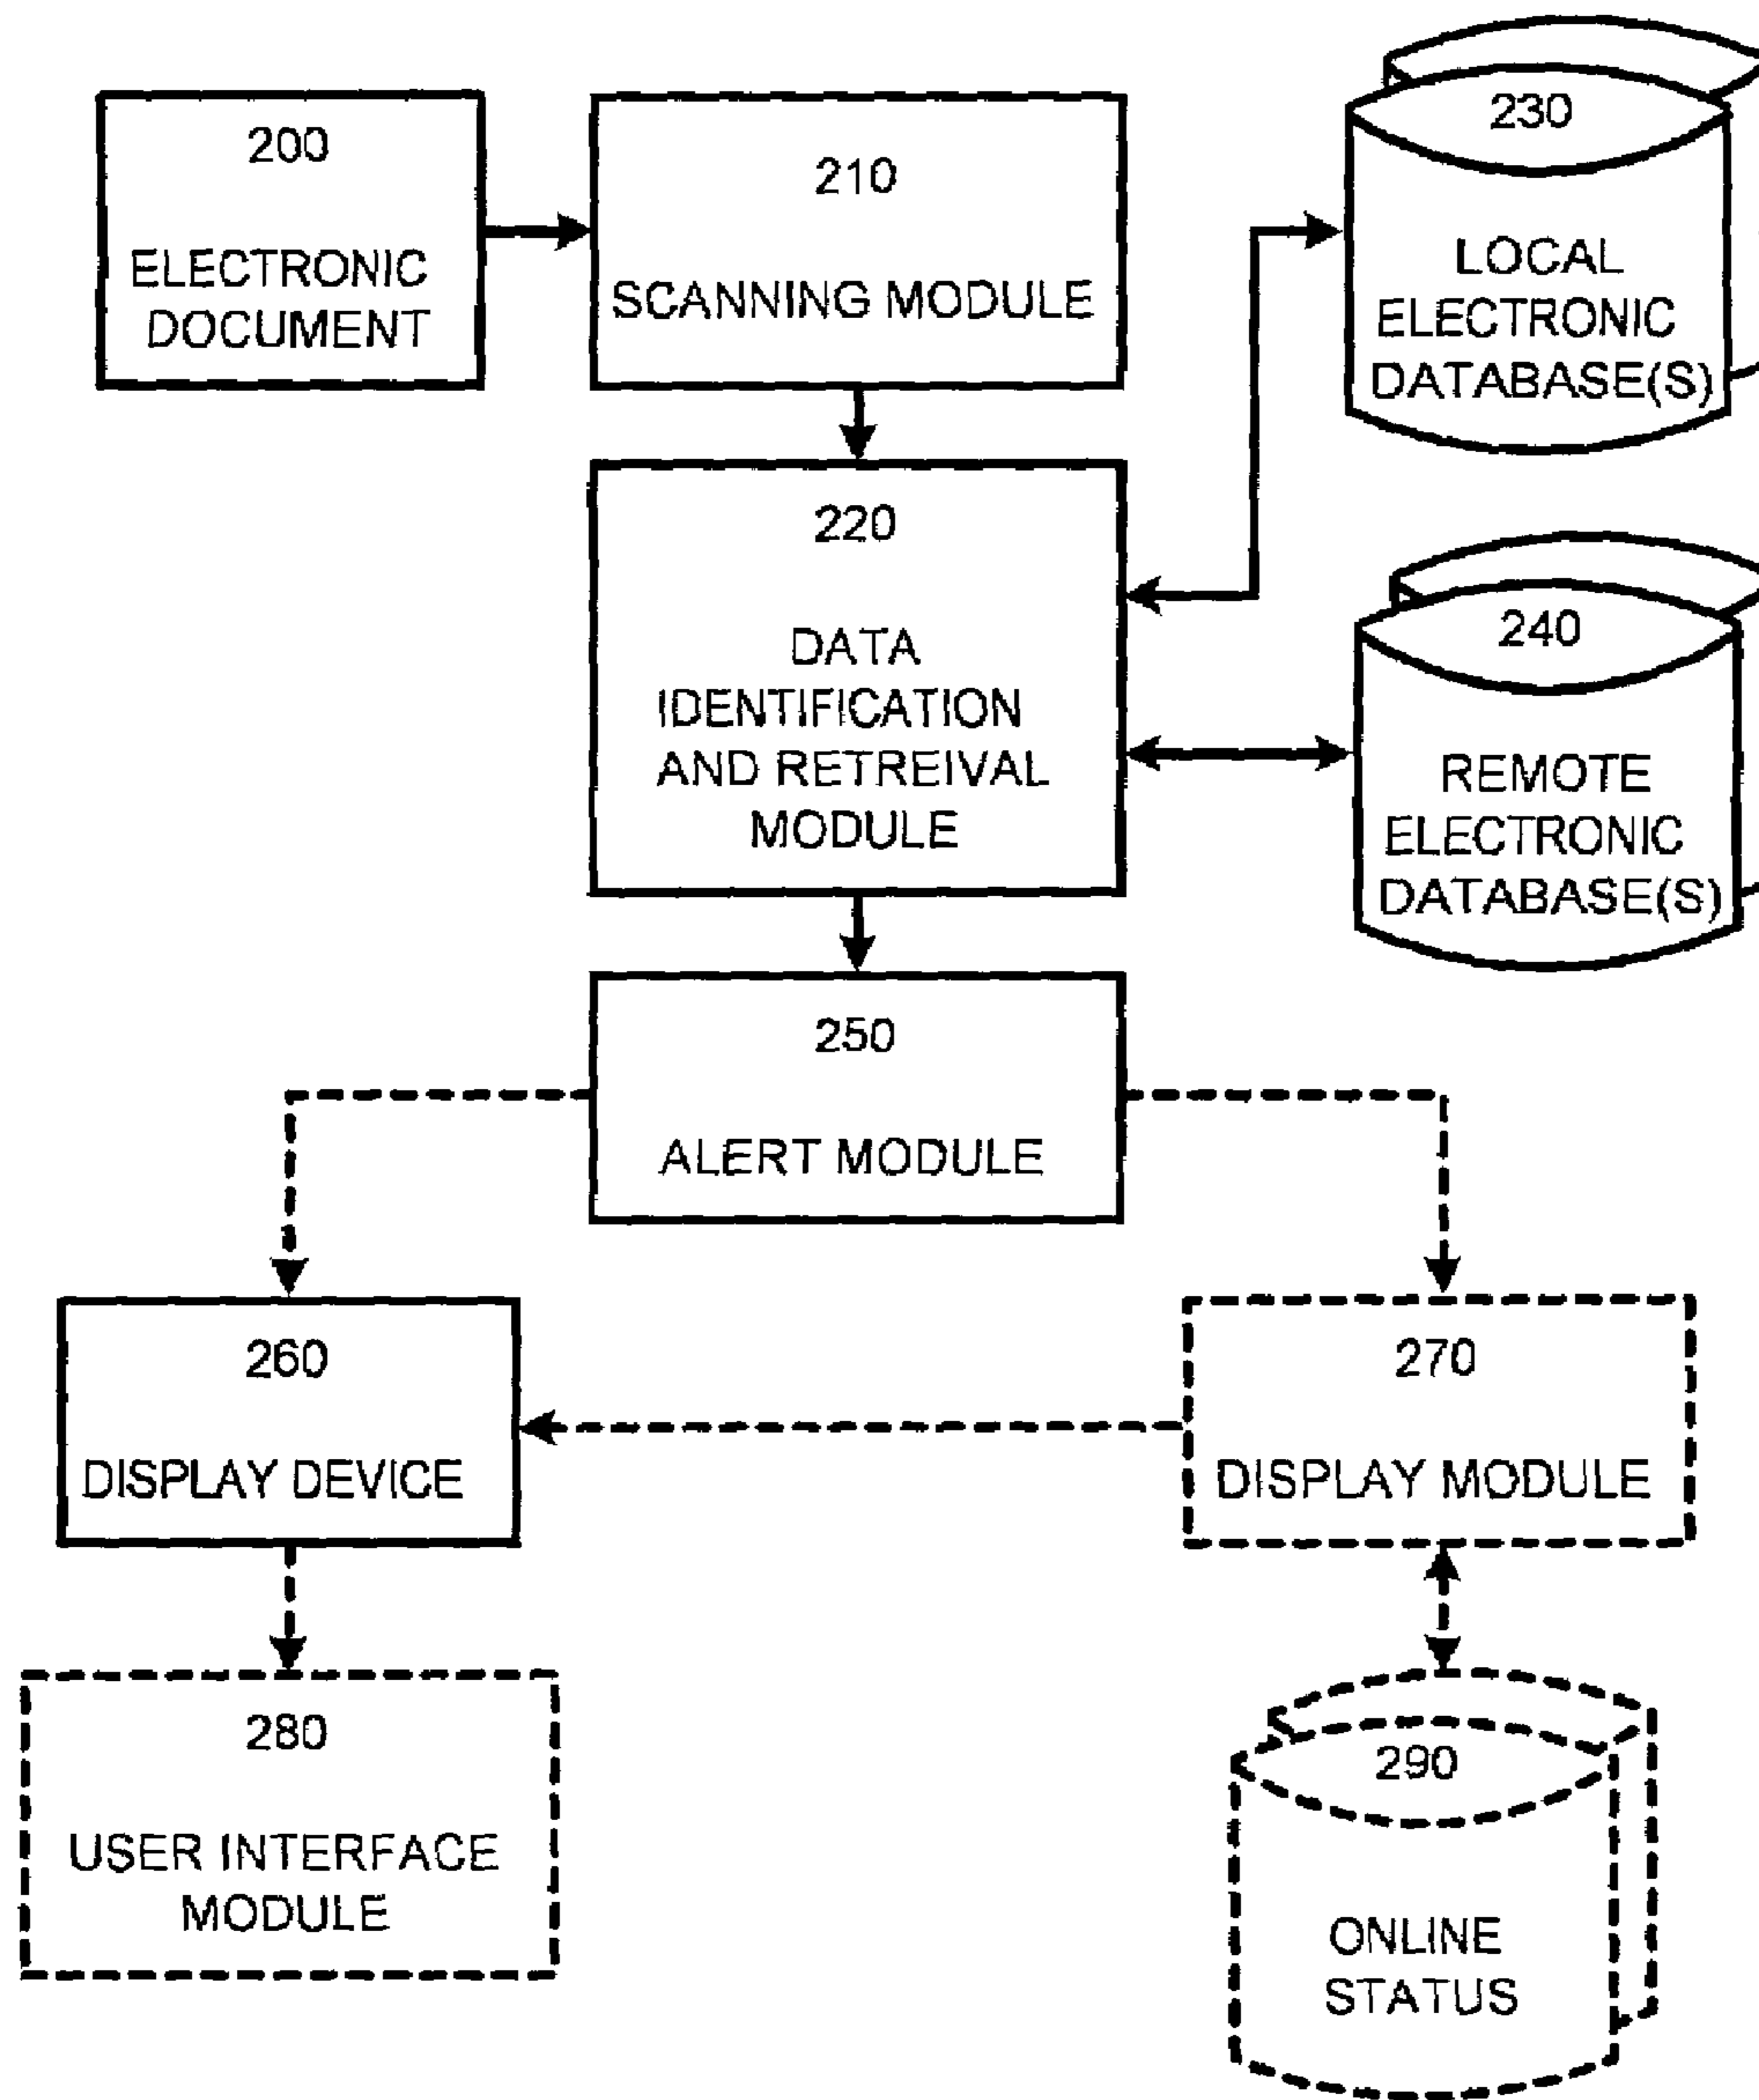 200
ELECTRONIC
DOCUMENT
210
SCANNING MODULE
230
LOCAL
ELECTRONIC
DATABASE(S)
220
DATA
IDENTIFICATION
AND RETREIVAL
MODULE
240
REMOTE
ELECTRONIC
DATABASE(S)
250
ALERT MODULE
260
DISPLAY DEVICE
270
DISPLAY MODULE
280
USER INTERFACE
MODULE
290
ONLINE
STATUS